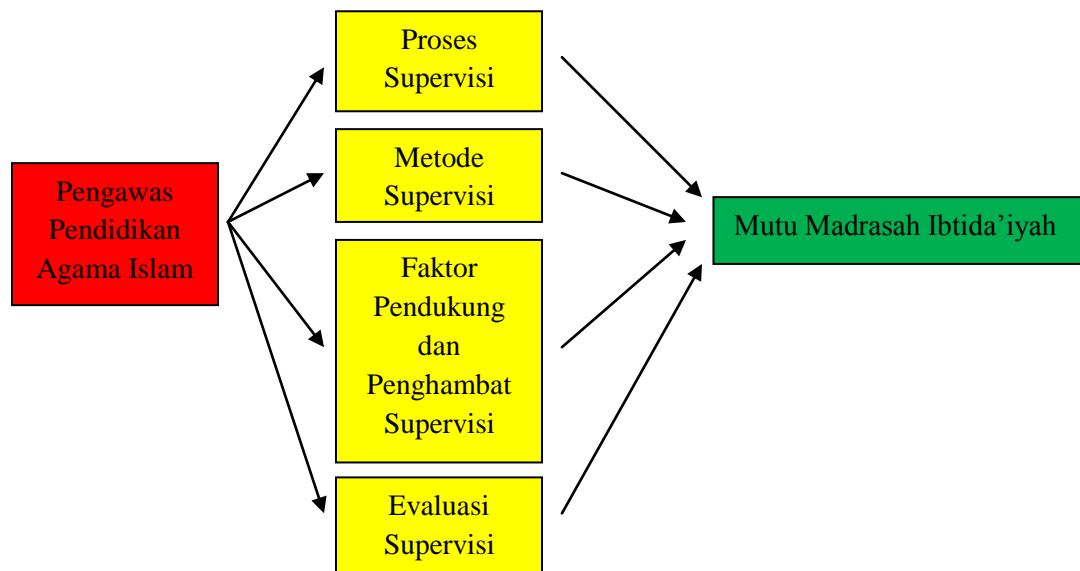 Pengawas
Pendidikan
Agama Islam
Proses
Supervisi
Metode
Supervisi
Faktor
Pendukung
dan
Penghambat
Supervisi
Evaluasi
Supervisi
Mutu Madrasah Ibtida’iyah